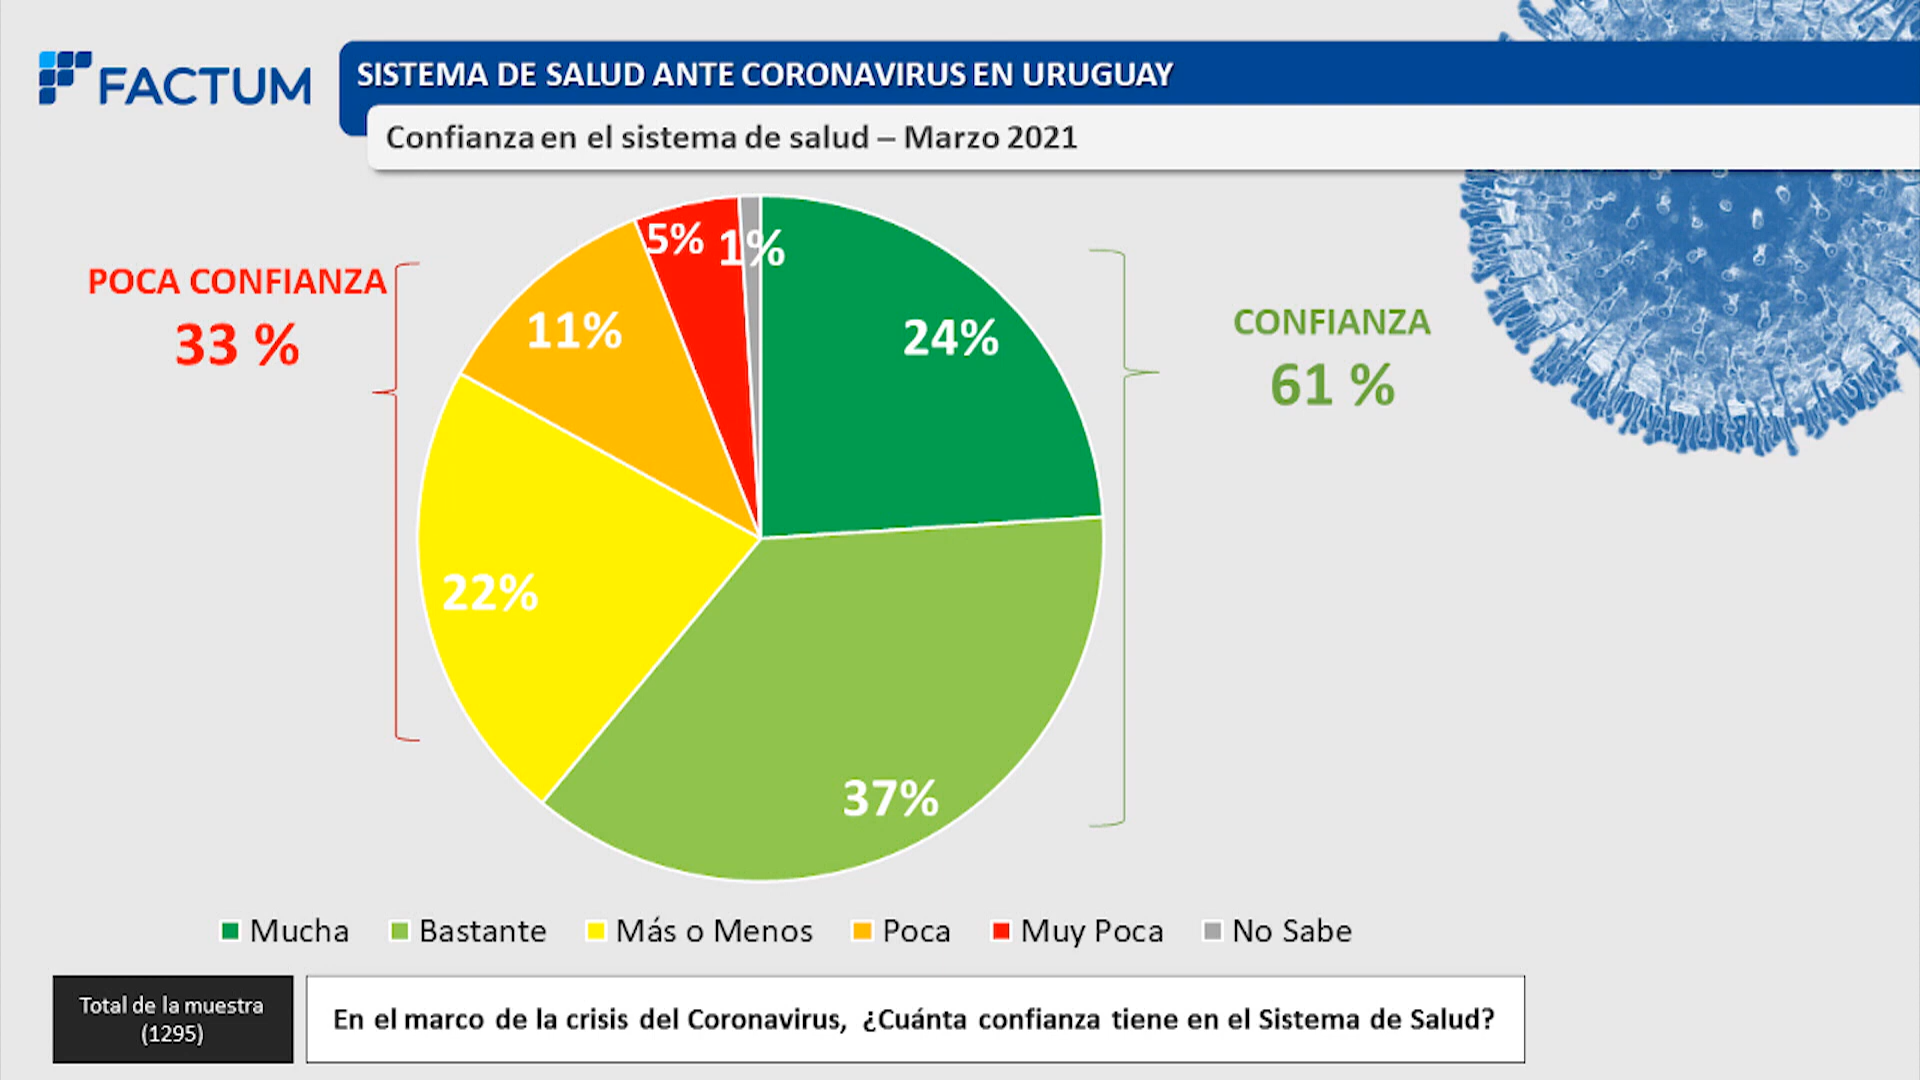 FACTUM
SISTEMA DE SALUD ANTE CORONAVIRUS EN URUGUAY
Confianza en el sistema de salud – Marzo 2021
POCA CONFIANZA
33 %
5%
1%
11%
24%
22%
37%
CONFIANZA
61 %
Mucha
Bastante
Más o Menos
Poca
Muy Poca
No Sabe
Total de la muestra
(1295)
En el marco de la crisis del Coronavirus, ¿Cuánta confianza tiene en el Sistema de Salud?